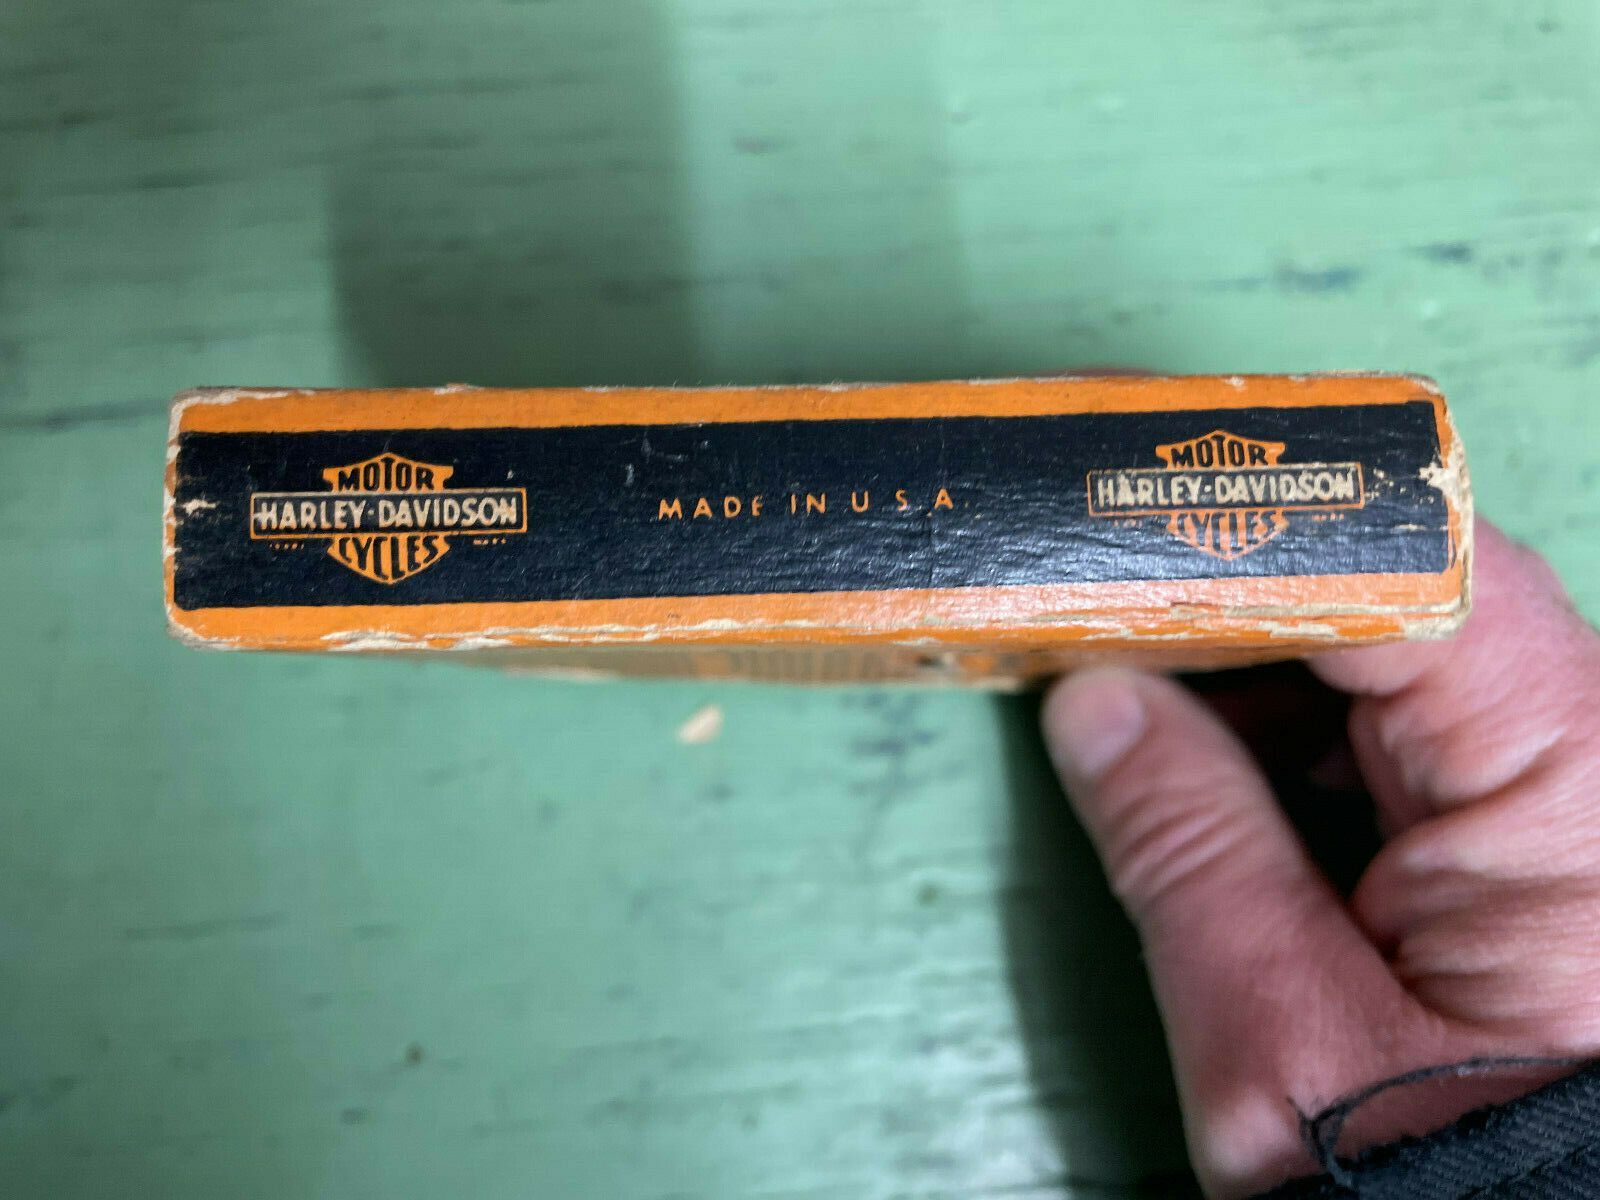 MOTOR
HARLEY-DAVIDSON
CYCLES
MADE IN U S A.
MOTOR
HARLEY-DAVIDSON
CYCLES